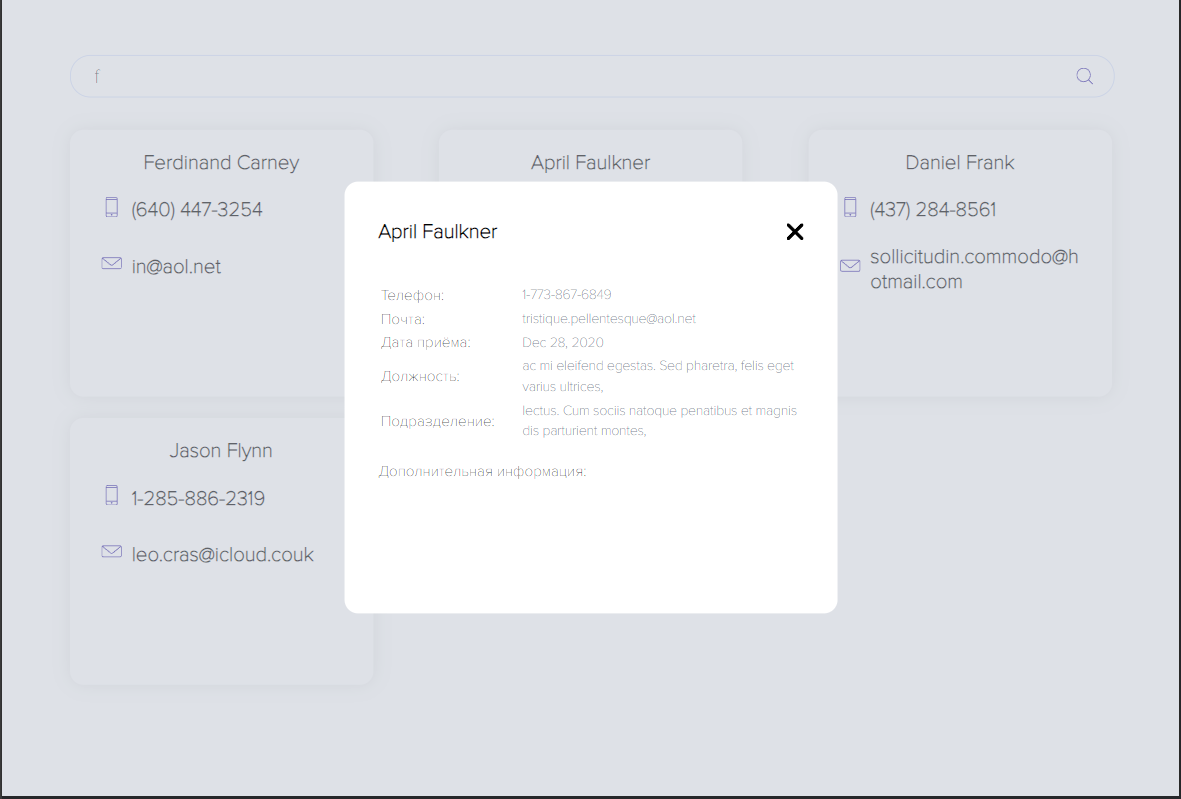 f
Ferdinand Carney
April Faulkner
Daniel Frank
(640) 447-3254
(437) 284-8561
in@aol.net
sollicitudin.commodo@h
otmail.com
April Faulkner
Телефон: 1-773-867-6849
Почта: tristique.pellentesque@aol.net
Дата приёма: Dec 28, 2020
Должность: ac mi eleifend egestas. Sed pharetra, felis eget
varius ultrices,
Подразделение: lectus. Cum sociis natoque penatibus et magnis
dis parturient montes,
Дополнительная информация:
Jason Flynn
1-285-886-2319
leo.cras@icloud.couk